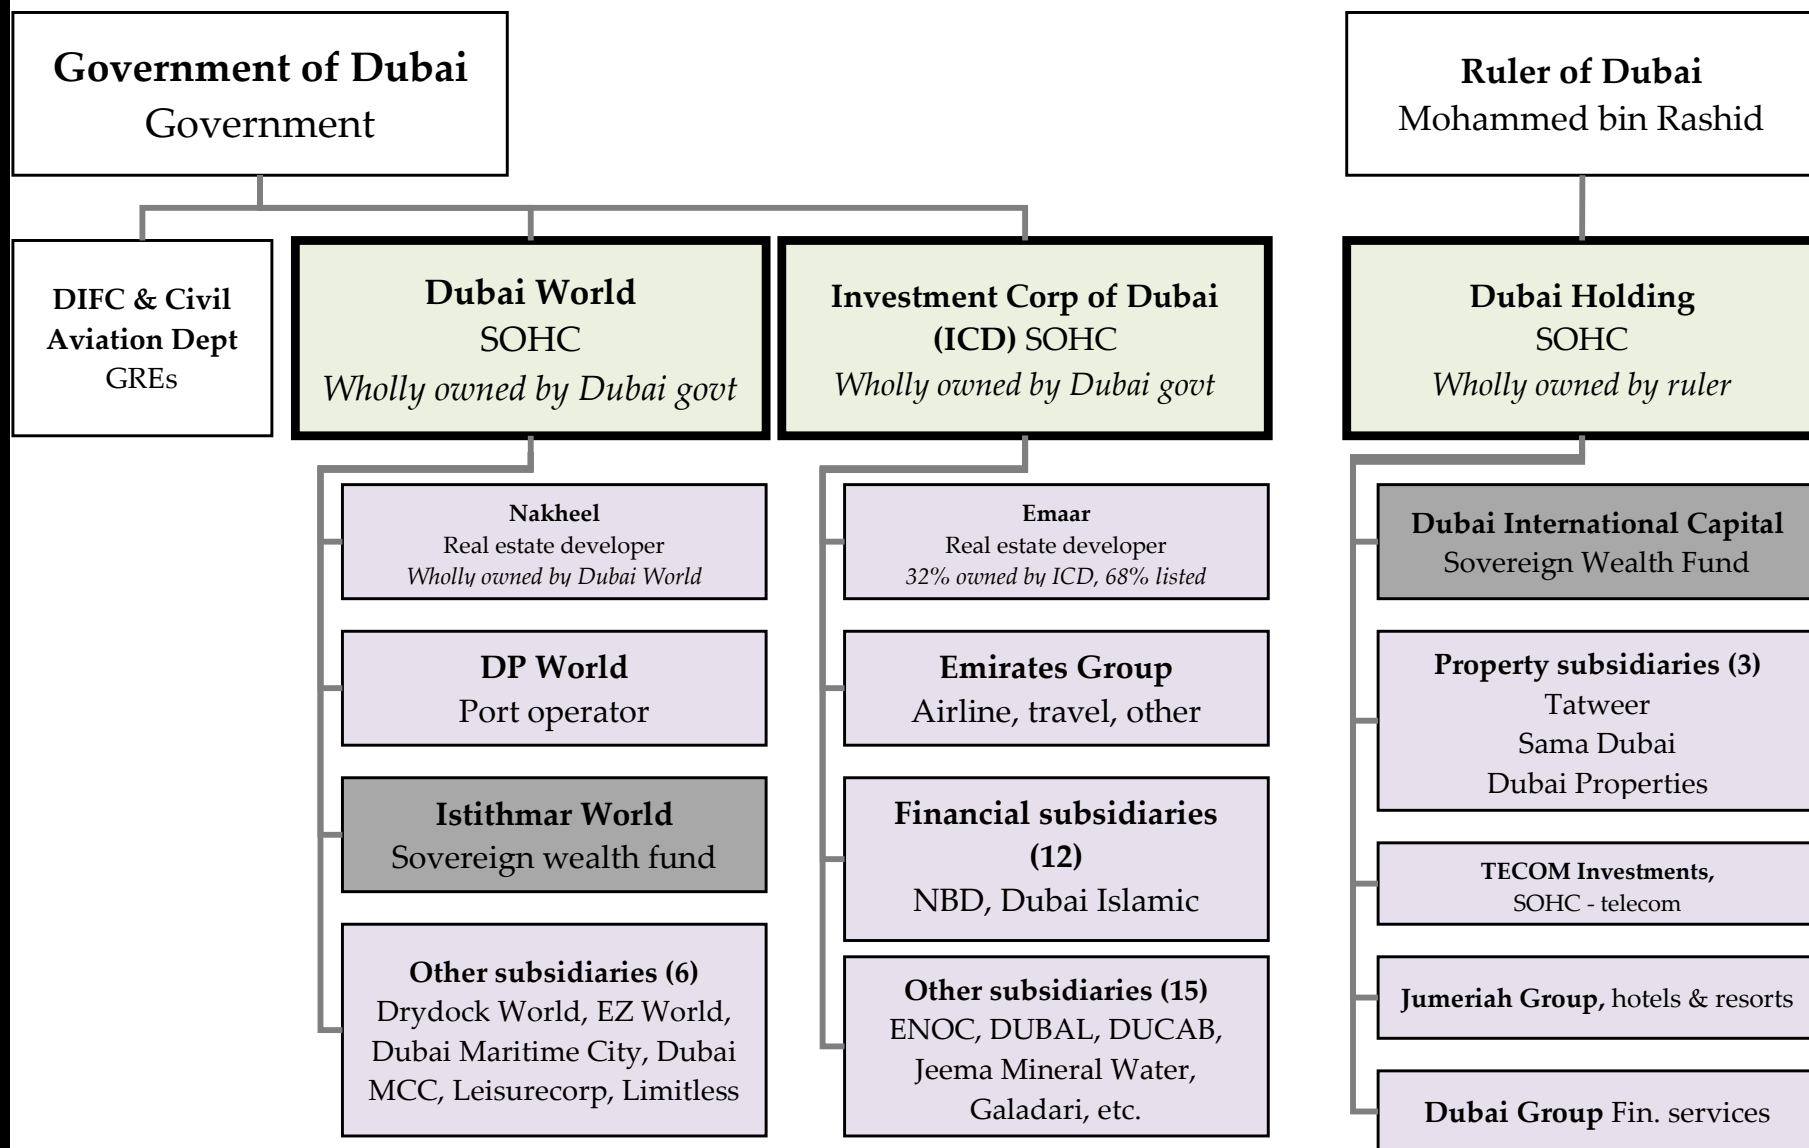 Government of Dubai
Government
Ruler of Dubai
Mohammed bin Rashid
DIFC & Civil
Aviation Dept
GREs
Dubai World
SOHC
Wholly owned by Dubai govt
Investment Corp of Dubai
(ICD) SOHC
Wholly owned by Dubai govt
Dubai Holding
SOHC
Wholly owned by ruler
Nakheel
Real estate developer
Wholly owned by Dubai World
DP World
Port operator
Istithmar World
Sovereign wealth fund
Other subsidiaries (6)
Drydock World, EZ World,
Dubai Maritime City, Dubai
MCC, Leisurecorp, Limitless
Emaar
Real estate developer
32% owned by ICD, 68% listed
Emirates Group
Airline, travel, other
Financial subsidiaries
(12)
NBD, Dubai Islamic
Other subsidiaries (15)
ENOC, DUBAL, DUCAB,
Jeema Mineral Water,
Galadari, etc.
Dubai International Capital
Sovereign Wealth Fund
Property subsidiaries (3)
Tatweer
Sama Dubai
Dubai Properties
TECOM Investments,
SOHC - telecom
Jumeriah Group, hotels & resorts
Dubai Group Fin. services